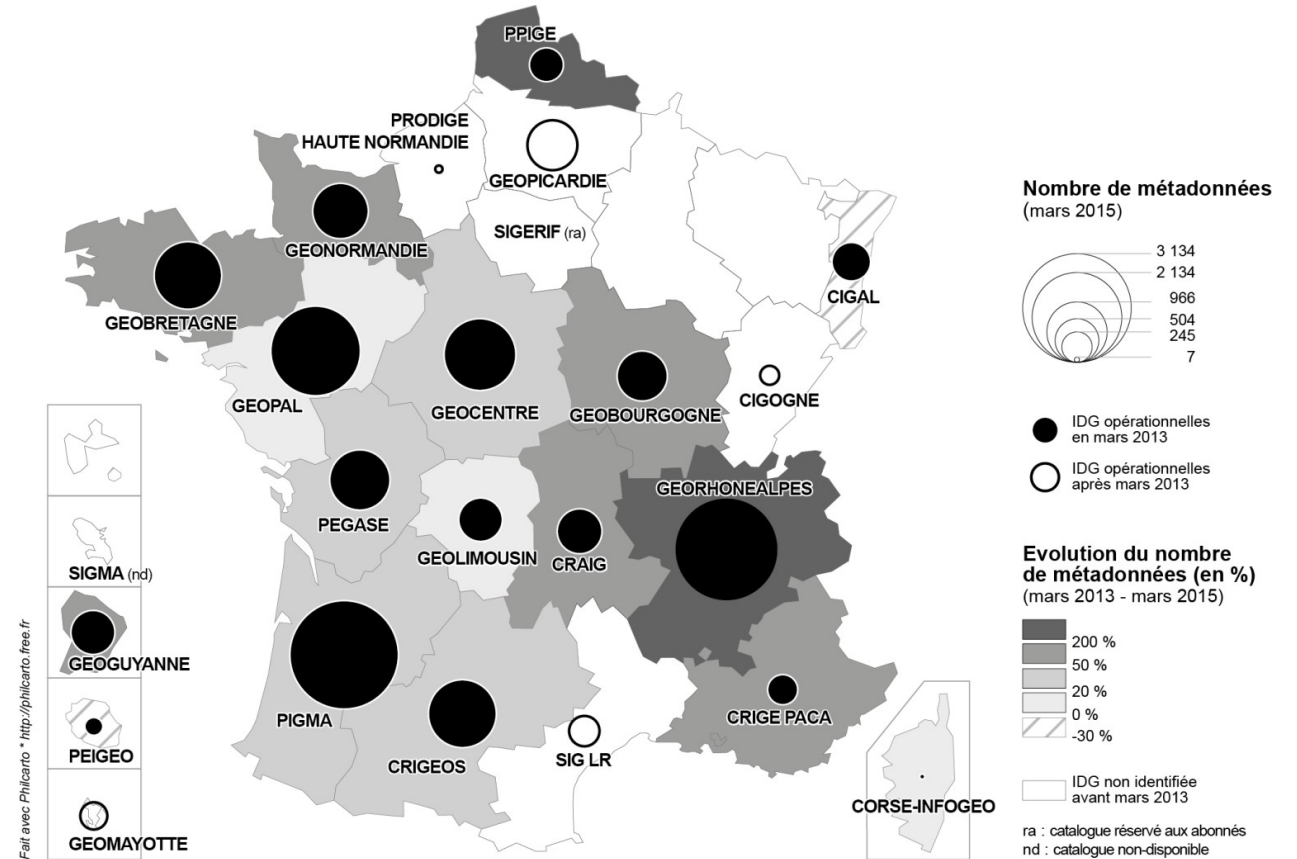 PPIGE
PRODIGE
HAUTE NORMANDIE
GEOPICARDIE
SIGERIF (ra)
GEONORMANDIE
CIGAL
GEOBRETAGNE
GEOPAL
GEOCENTRE
GEOBOURGOGNE
CIGOGNE
GEORHONEALPES
PEGASE
GEOLIMOUSIN
CRAIG
SIGMA (nd)
GEOGUYANNE
PIGMA
CRIGE PACA
PEIGEO
CRIGEOS
SIG LR
CORSE-INFOGEO
GEOMAYOTTE
Fait avec Philcarto * http://philcarto.free.fr
Nombre de métadonnées
(mars 2015)
3 134
2 134
966
504
245
7
IDG opérationnelles
en mars 2013
IDG opérationnelles
après mars 2013
Evolution du nombre
de métadonnées (en %)
(mars 2013 - mars 2015)
200 %
50 %
20 %
0 %
-30 %
IDG non identifiée
avant mars 2013
ra : catalogue réservé aux abonnés
nd : catalogue non-disponible